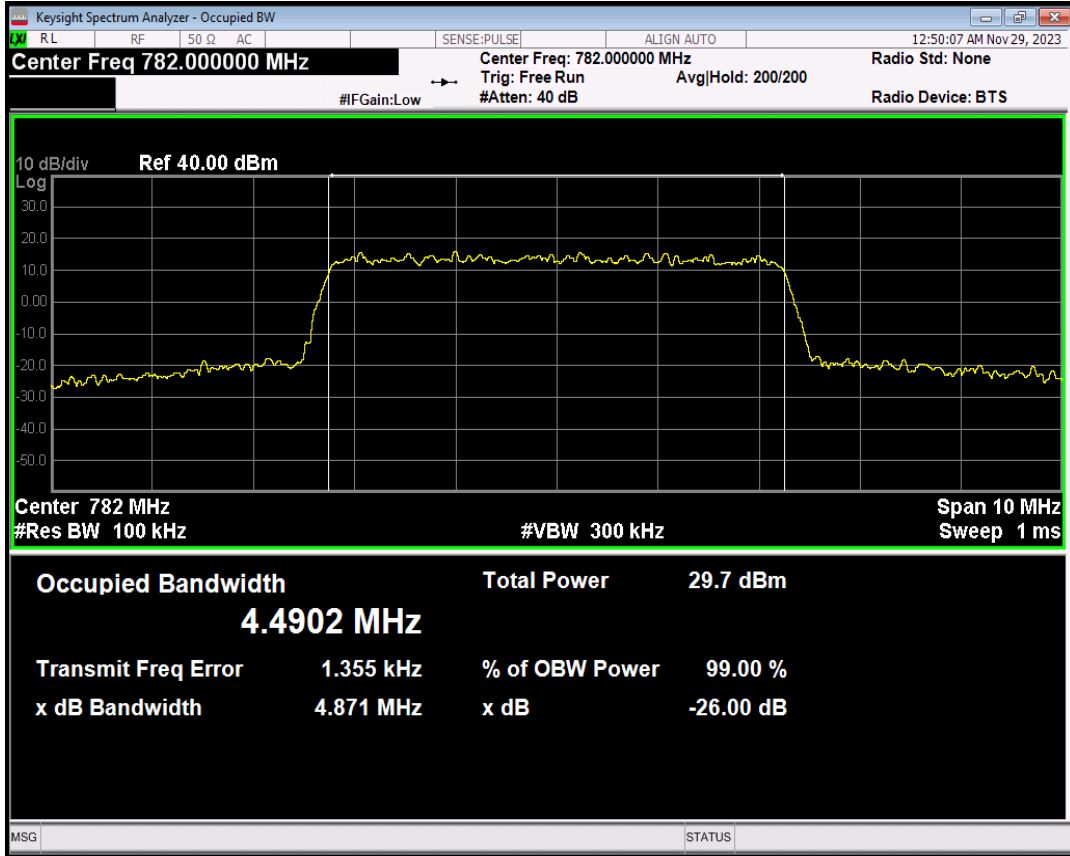 Keysight Spectrum Analyzer - Occupied BW
LXI RL RF 50 Ω AC SENSE:PULSE ALIGN AUTO 12:50:07 AM Nov 29, 2023
Center Freq 782.000000 MHz Center Freq: 782.000000 MHz Radio Std: None
Trig: Free Run Avg|Hold: 200/200
#IFGain:Low #Atten: 40 dB Radio Device: BTS
10 dB/div Ref 40.00 dBm
Log
30.0
20.0
10.0
0.00
-10.0
-20.0
-30.0
-40.0
-50.0
Center 782 MHz Span 10 MHz
#Res BW 100 kHz #VBW 300 kHz Sweep 1 ms
Occupied Bandwidth Total Power 29.7 dBm
4.4902 MHz
Transmit Freq Error 1.355 kHz % of OBW Power 99.00 %
x dB Bandwidth 4.871 MHz x dB -26.00 dB
MSG STATUS